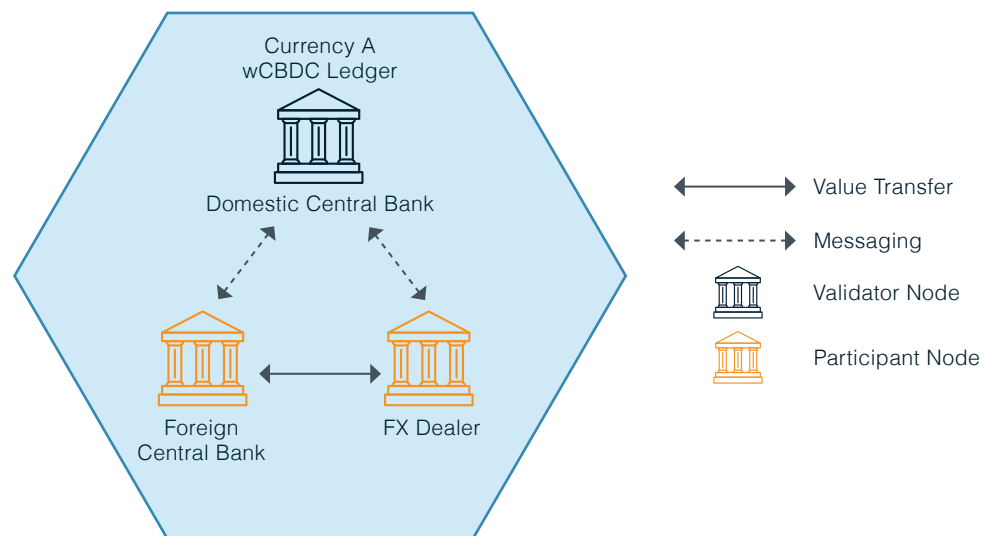 Currency A
wCBDC Ledger
Domestic Central Bank
Foreign
Central Bank
FX Dealer
Value Transfer
Messaging
Validator Node
Participant Node